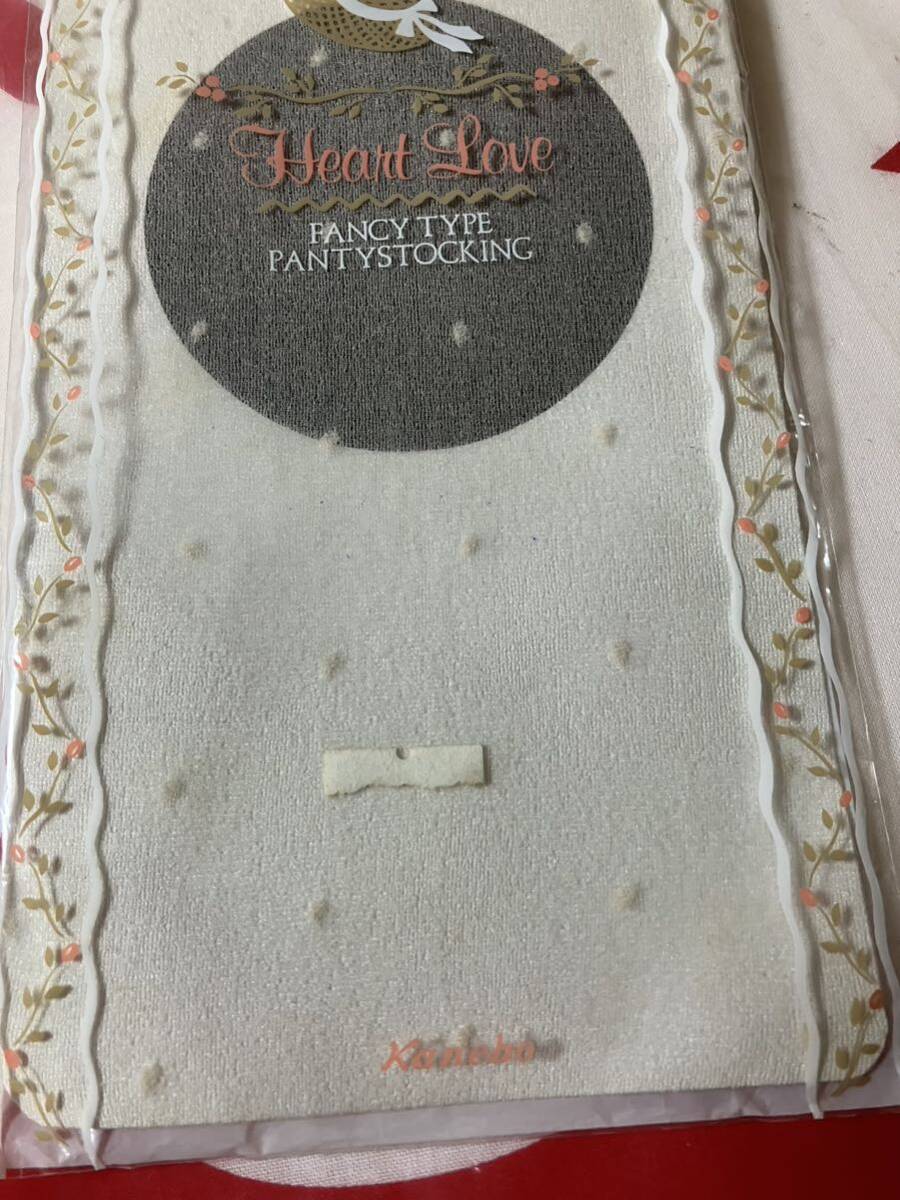 Heart Love
FANCY TYPE
PANTYSTOCKING
Kanebo